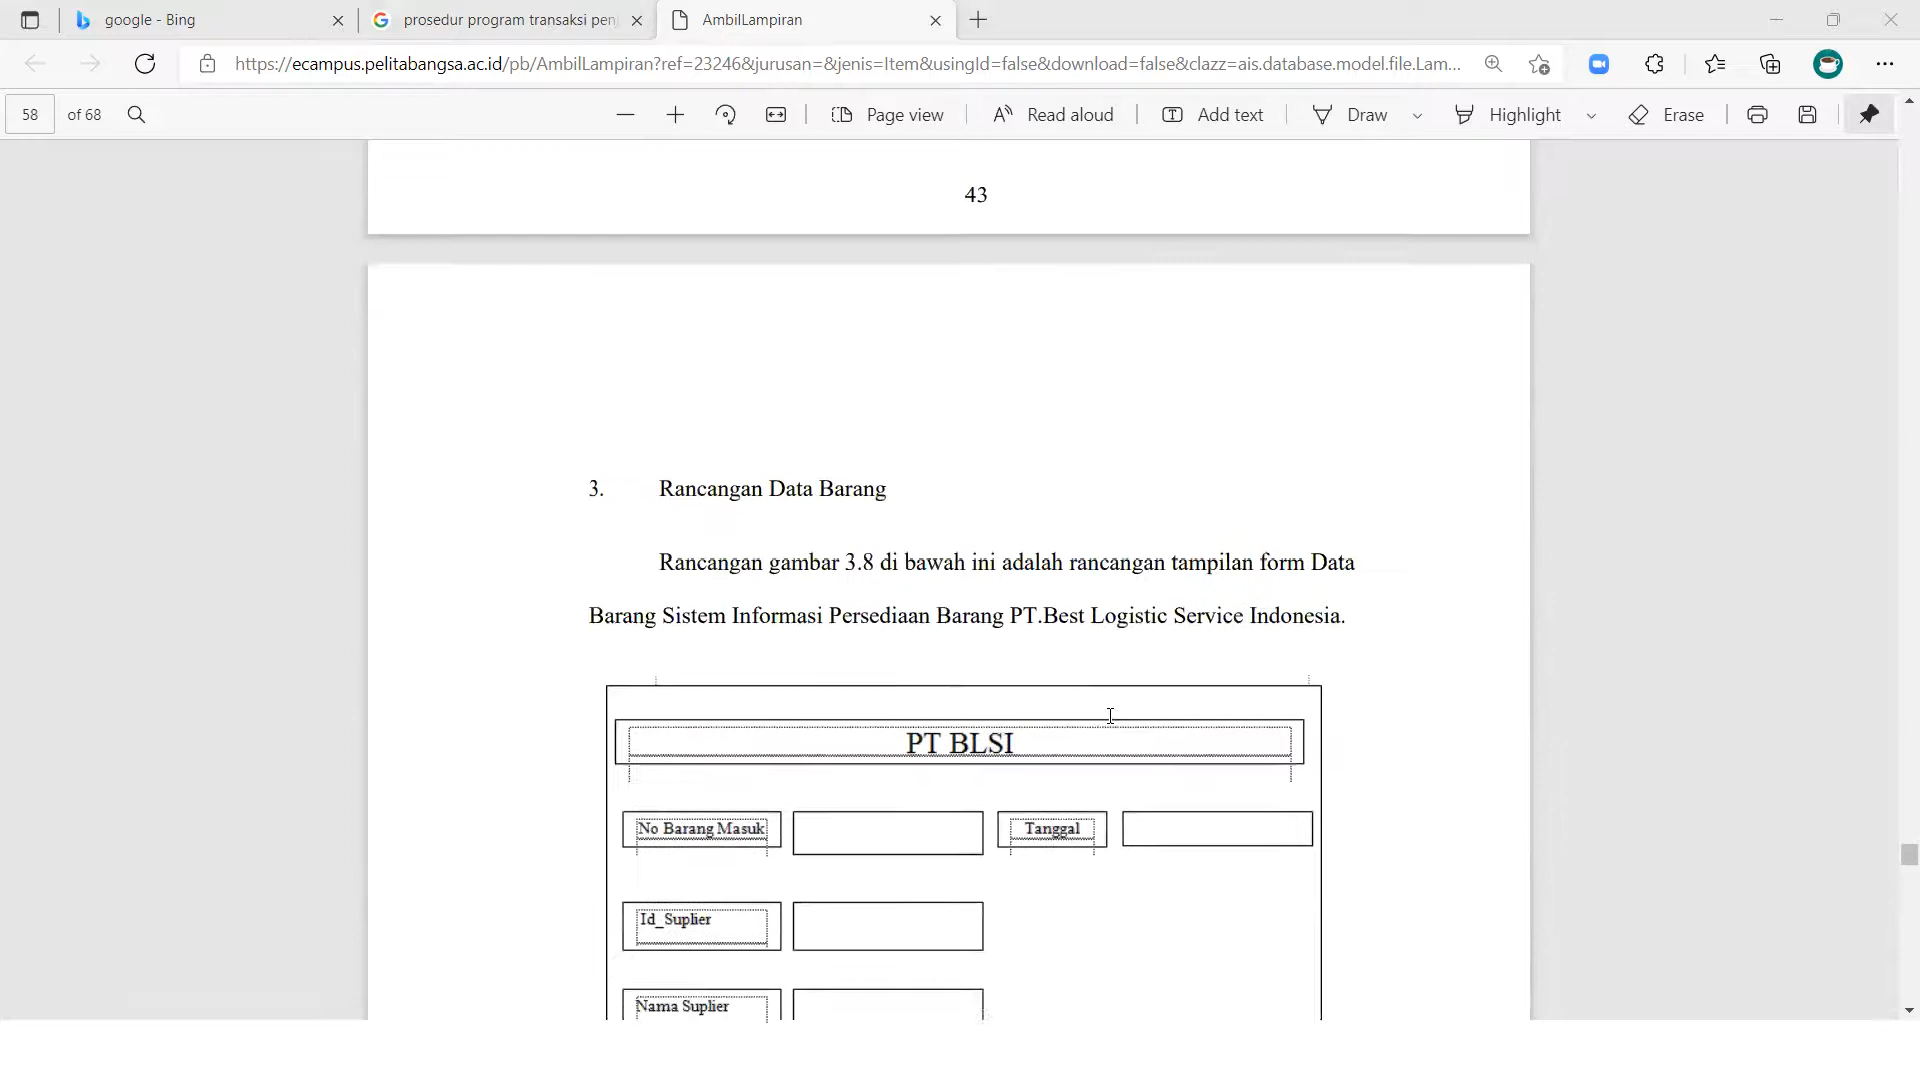 google - Bing
prosedur program transaksi pen
AmbilLampiran
https://ecampus.pelitabangsa.ac.id/pb/AmbilLampiran?ref=23246&jurusan=&jenis=Item&usingId=false&download=false&clazz=ais.database.model.file.Lam...
58 of 68
Page view
Read aloud
Add text
Draw
Highlight
Erase
43
3. Rancangan Data Barang
Rancangan gambar 3.8 di bawah ini adalah rancangan tampilan form Data
Barang Sistem Informasi Persediaan Barang PT.Best Logistic Service Indonesia.
PT BLSI
No Barang Masuk
Tanggal
Id_Suplier
Nama Suplier